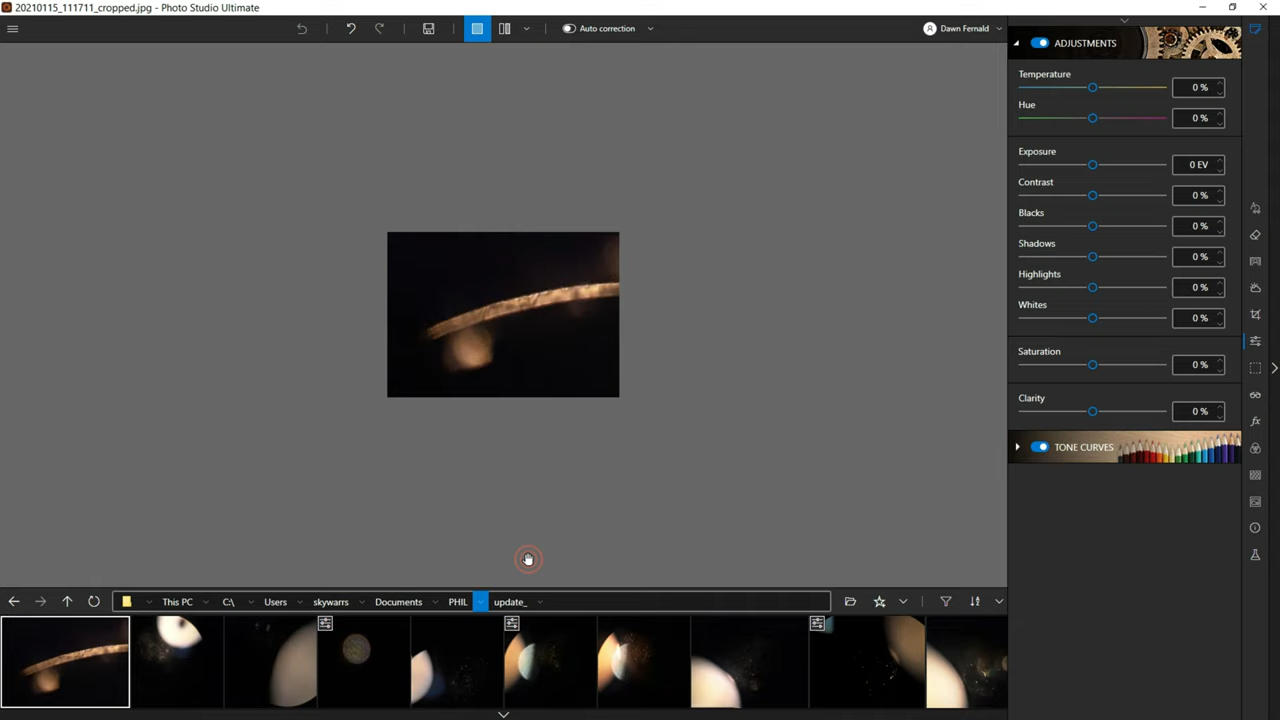 20210115_111711_cropped.jpg - Photo Studio Ultimate
Auto correction
Dawn Fernald
ADJUSTMENTS
Temperature
0 %
Hue
0 %
Exposure
0 EV
Contrast
0 %
Blacks
0 %
Shadows
0 %
Highlights
0 %
Whites
0 %
Saturation
0 %
Clarity
0 %
TONE CURVES
fx
This PC C:\ Users skywarrs Documents PHIL update_